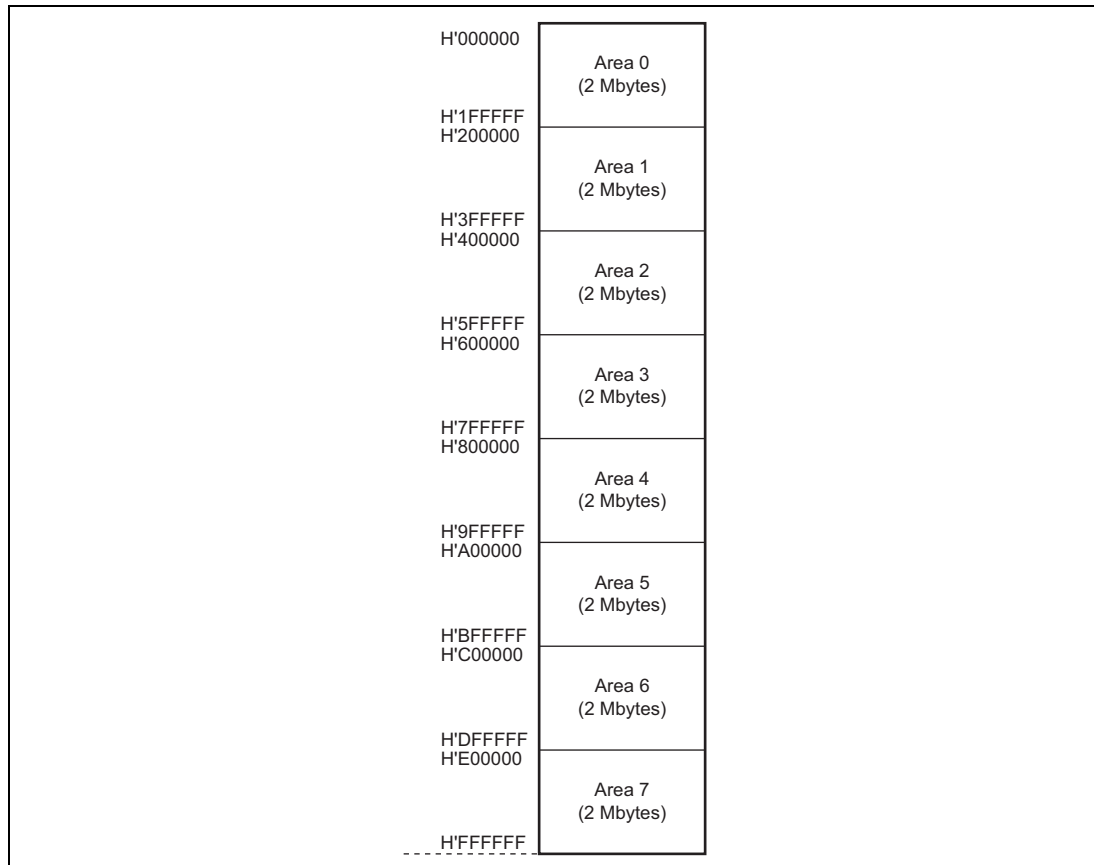 H'000000
Area 0
(2 Mbytes)
H'1FFFFF
H'200000
Area 1
(2 Mbytes)
H'3FFFFF
H'400000
Area 2
(2 Mbytes)
H'5FFFFF
H'600000
Area 3
(2 Mbytes)
H'7FFFFF
H'800000
Area 4
(2 Mbytes)
H'9FFFFF
H'A00000
Area 5
(2 Mbytes)
H'BFFFFF
H'C00000
Area 6
(2 Mbytes)
H'DFFFFF
H'E00000
Area 7
(2 Mbytes)
H'FFFFFF